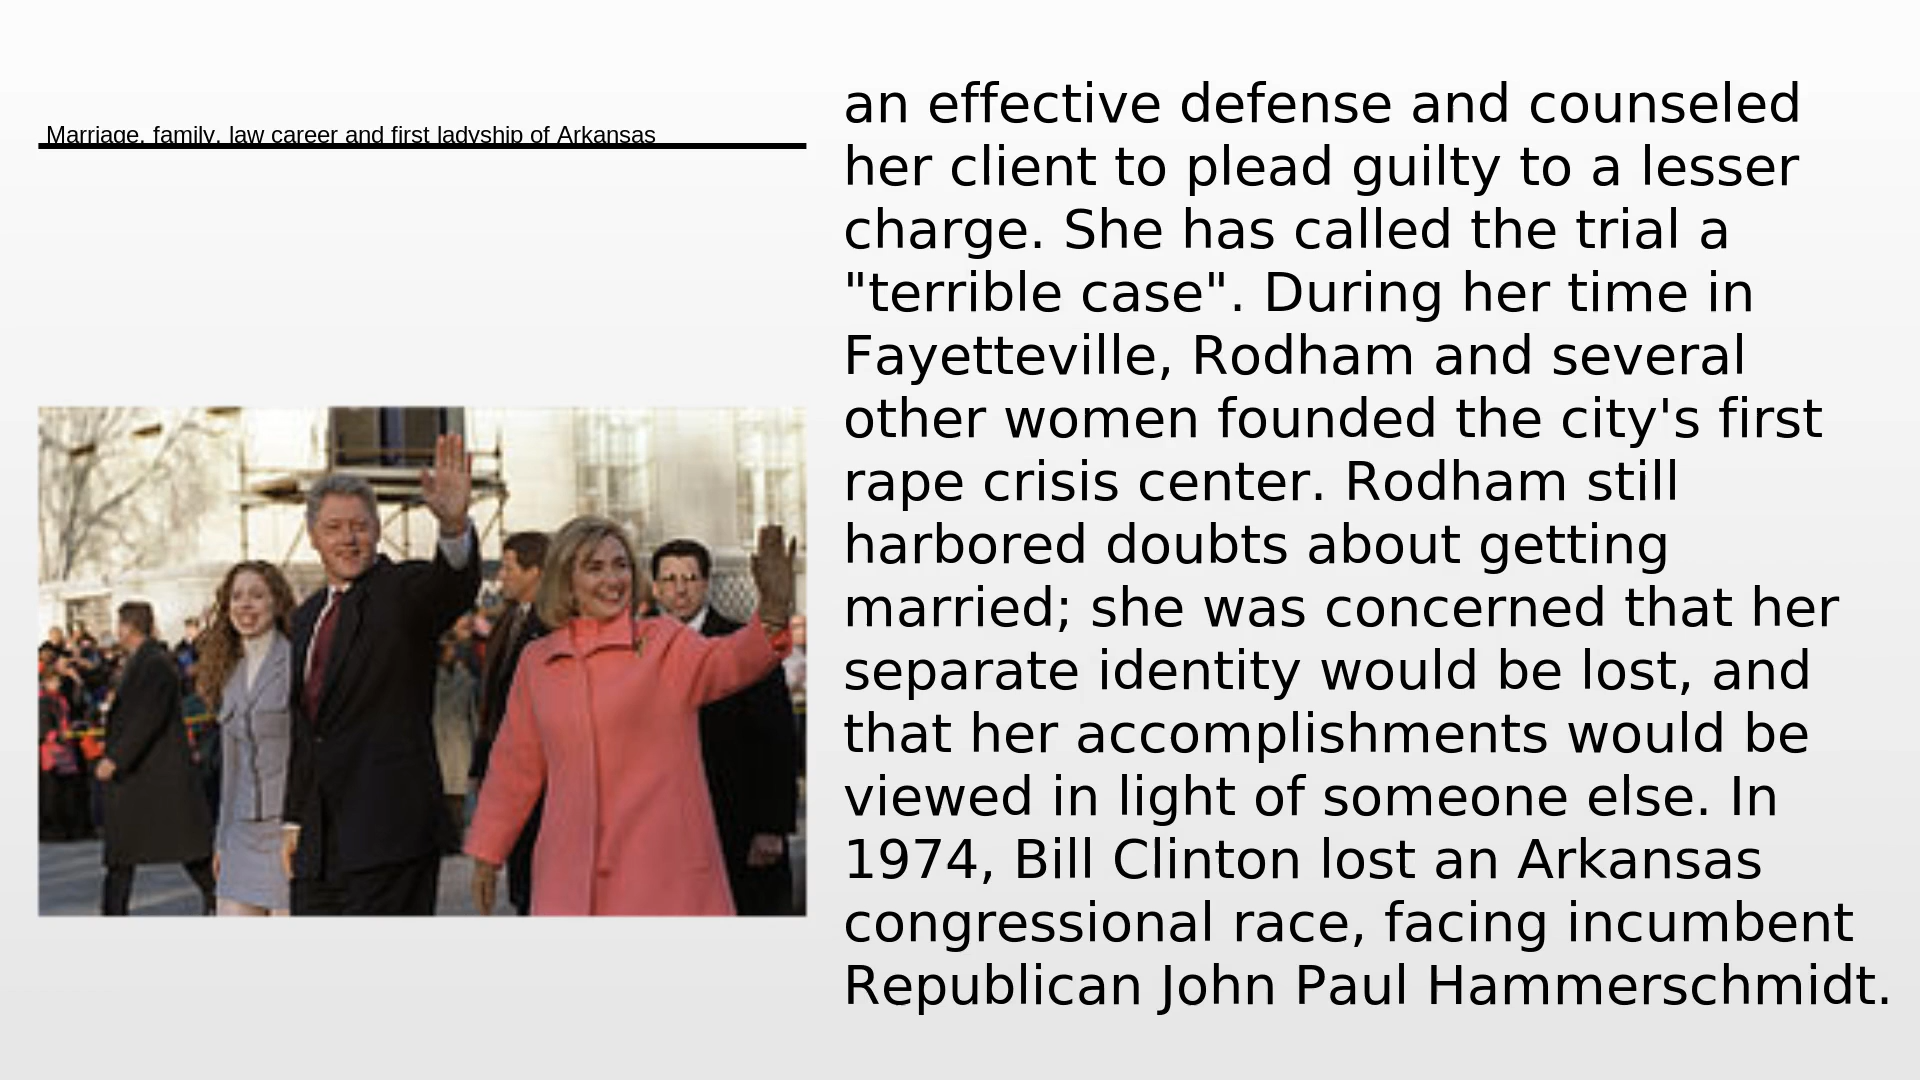 Marriage, family, law career and first ladyship of Arkansas
an effective defense and counseled
her client to plead guilty to a lesser
charge. She has called the trial a
"terrible case". During her time in
Fayetteville, Rodham and several
other women founded the city's first
rape crisis center. Rodham still
harbored doubts about getting
married; she was concerned that her
separate identity would be lost, and
that her accomplishments would be
viewed in light of someone else. In
1974, Bill Clinton lost an Arkansas
congressional race, facing incumbent
Republican John Paul Hammerschmidt.